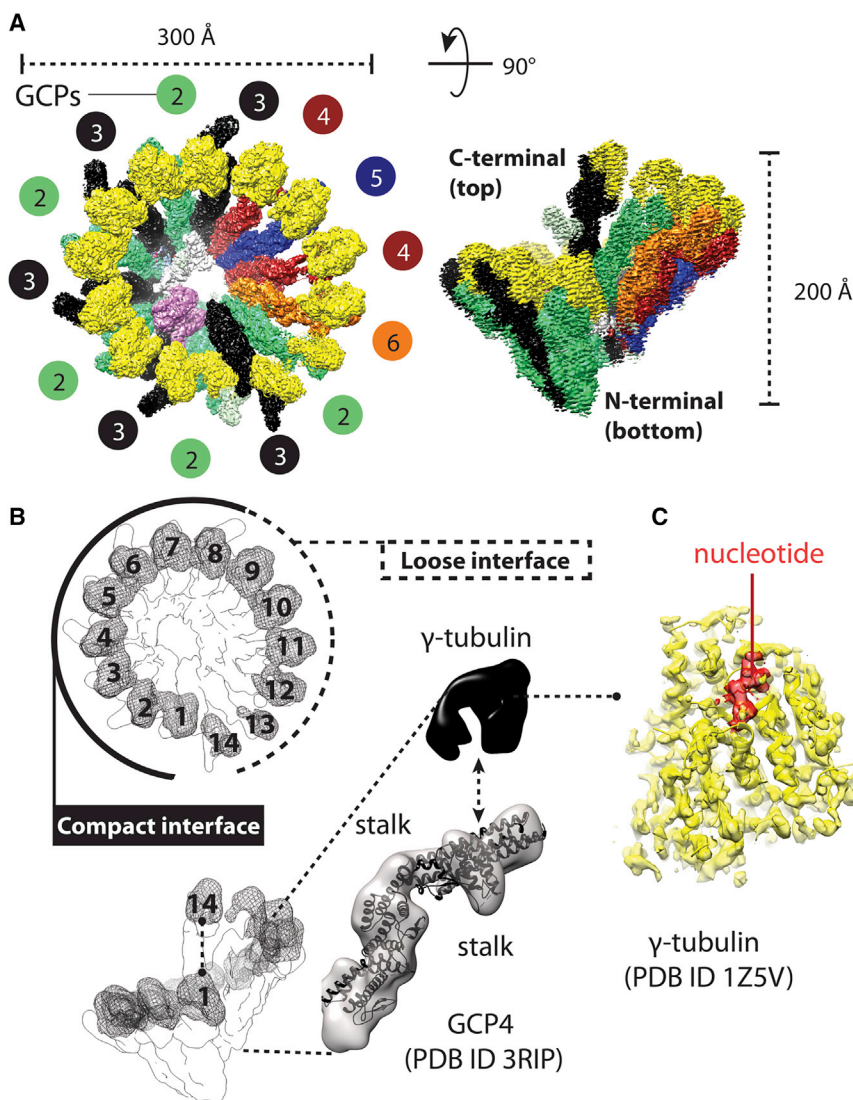 A
300 Å
90°
GCPs
2
3
4
3
5
2
4
3
6
2
2
3
2
3
C-terminal
(top)
200 Å
N-terminal
(bottom)
B
C
Loose interface
nucleotide
γ-tubulin
7
8
6
9
5
10
4
11
3
12
2
1
13
14
Compact interface
stalk
14
1
stalk
GCP4
(PDB ID 3RIP)
γ-tubulin
(PDB ID 1Z5V)